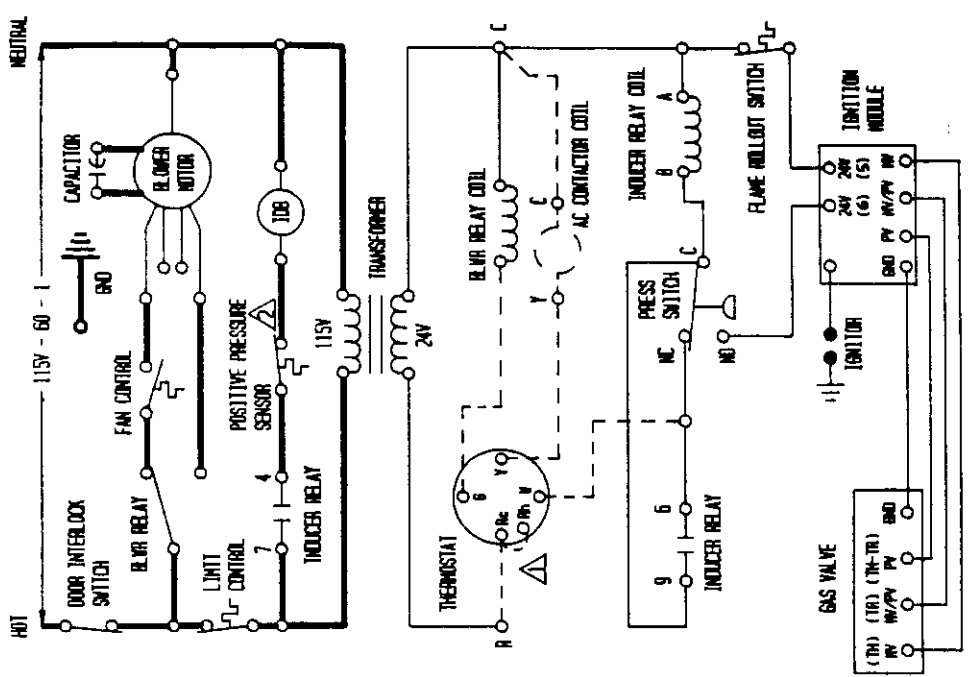 HOT
115V - 60 - 1
NEUTRAL
DOOR INTERLOCK
SWITCH
GND
CAPACITOR
BLOWER
MOTOR
FAN CONTROL
BLWR RELAY
LIMIT
CONTROL
POSITIVE PRESSURE
SENSOR
2
IDB
7
4
INDUCER RELAY
115V
TRANSFORMER
24V
THERMOSTAT
R
Rc
Rh
G
Y
W
1
BLWR RELAY COIL
C
Y
C
AC CONTACTOR COIL
INDUCER RELAY COIL
B
A
PRESS
SWITCH
C
NC
NO
9
6
INDUCER RELAY
FLAME ROLLOUT SWITCH
IGNITION
MODULE
24V
(6)
24V
(5)
GND
PV
MV/PV
MV
IGNITOR
GAS VALVE
(TH)
(TR)
(TH-TR)
MV
MV/PV
PV
GND